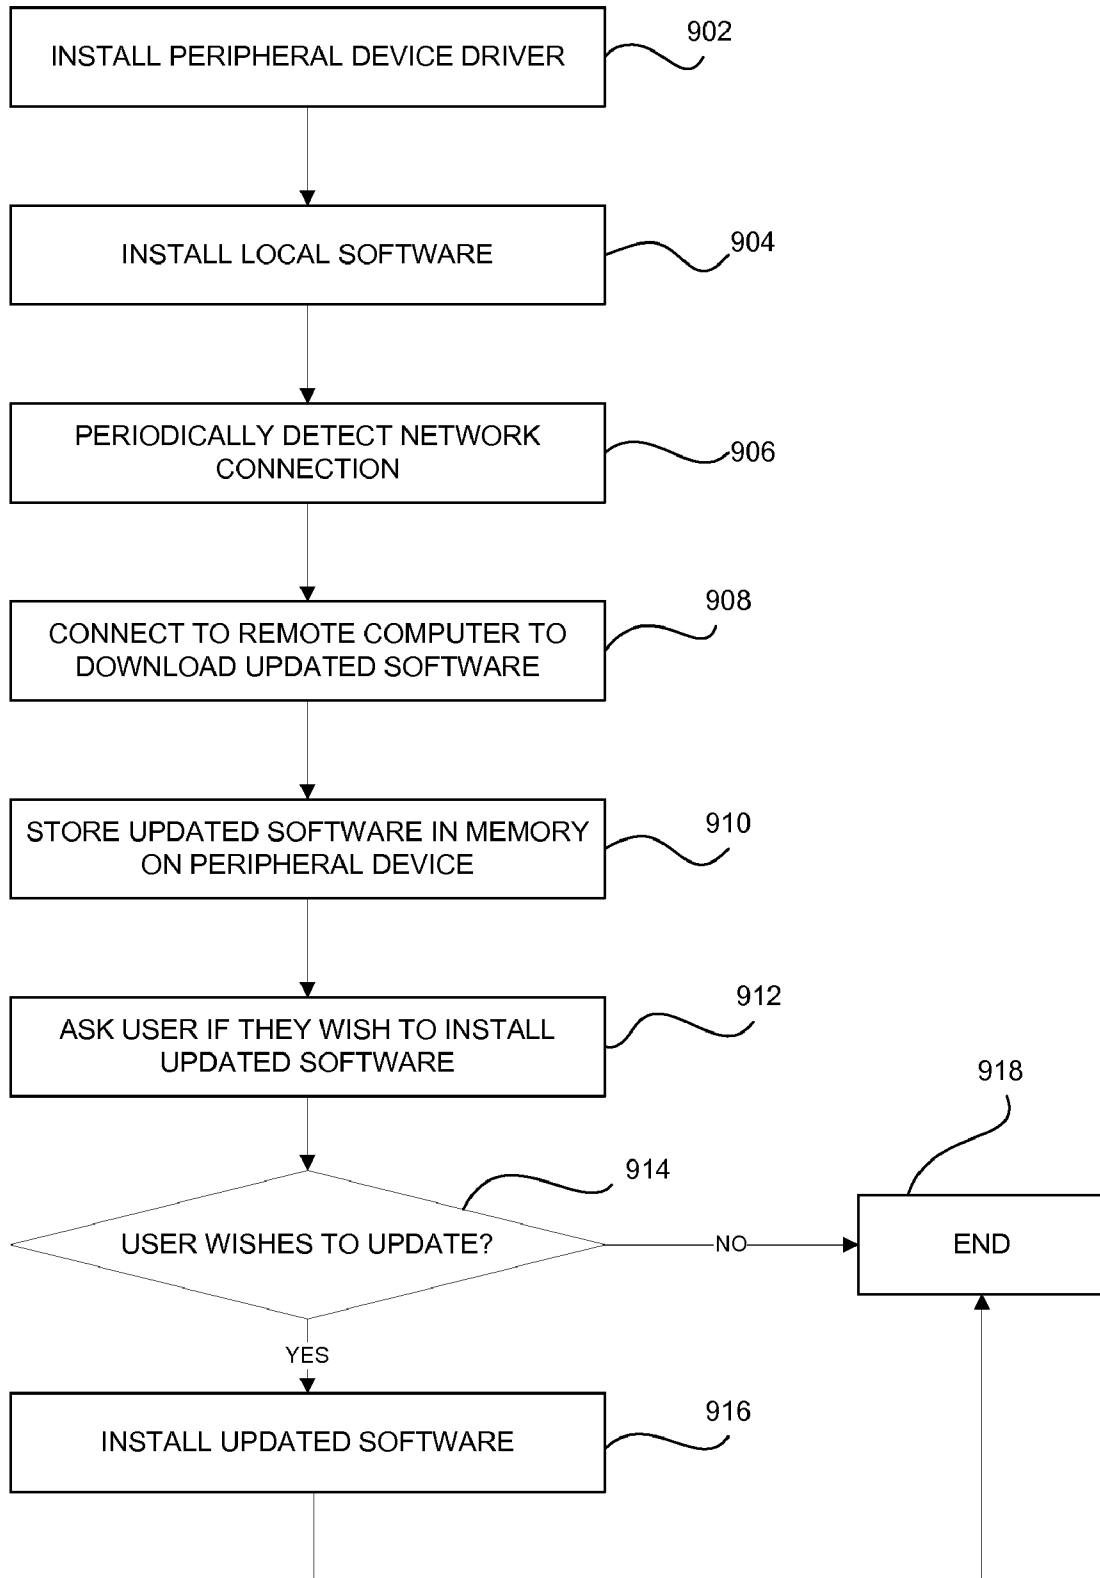 INSTALL PERIPHERAL DEVICE DRIVER
902
INSTALL LOCAL SOFTWARE
904
PERIODICALLY DETECT NETWORK
CONNECTION
906
CONNECT TO REMOTE COMPUTER TO
DOWNLOAD UPDATED SOFTWARE
908
STORE UPDATED SOFTWARE IN MEMORY
ON PERIPHERAL DEVICE
910
ASK USER IF THEY WISH TO INSTALL
UPDATED SOFTWARE
912
USER WISHES TO UPDATE?
914
NO
END
918
YES
INSTALL UPDATED SOFTWARE
916